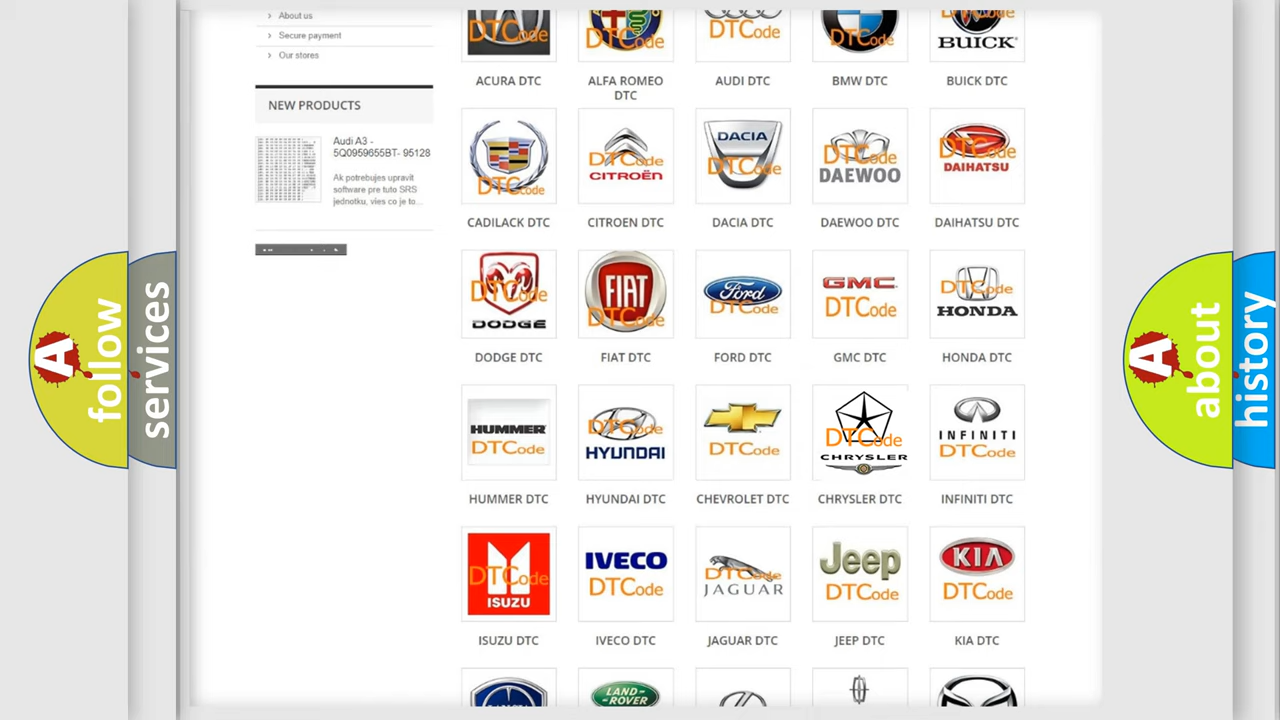 About us
Secure payment
Our stores
NEW PRODUCTS
Audi A3 -
5Q0959655BT- 95128
Ak potrebujes upravit
software pre tuto SRS
jednotku, vies co je to...
DTCode
DTCode
DTCode
DTCode
BUICK
ACURA DTC
ALFA ROMEO
DTC
AUDI DTC
BMW DTC
BUICK DTC
DTCode
DTCode
CITROËN
DACIA
DTCode
DTCode
DAEWOO
DTCode
DAIHATSU
CADILACK DTC
CITROEN DTC
DACIA DTC
DAEWOO DTC
DAIHATSU DTC
DTCode
DODGE
FIAT
DTCode
Ford
DTCode
GMC
DTCode
DTCode
HONDA
DODGE DTC
FIAT DTC
FORD DTC
GMC DTC
HONDA DTC
HUMMER
DTCode
DTCode
HYUNDAI
DTCode
DTCode
CHRYSLER
INFINITI
DTCode
HUMMER DTC
HYUNDAI DTC
CHEVROLET DTC
CHRYSLER DTC
INFINITI DTC
DTCode
ISUZU
IVECO
DTCode
DTCode
JAGUAR
Jeep
DTCode
KIA
DTCode
ISUZU DTC
IVECO DTC
JAGUAR DTC
JEEP DTC
KIA DTC
LAND-
ROVER
A
follow
services
A
about
history